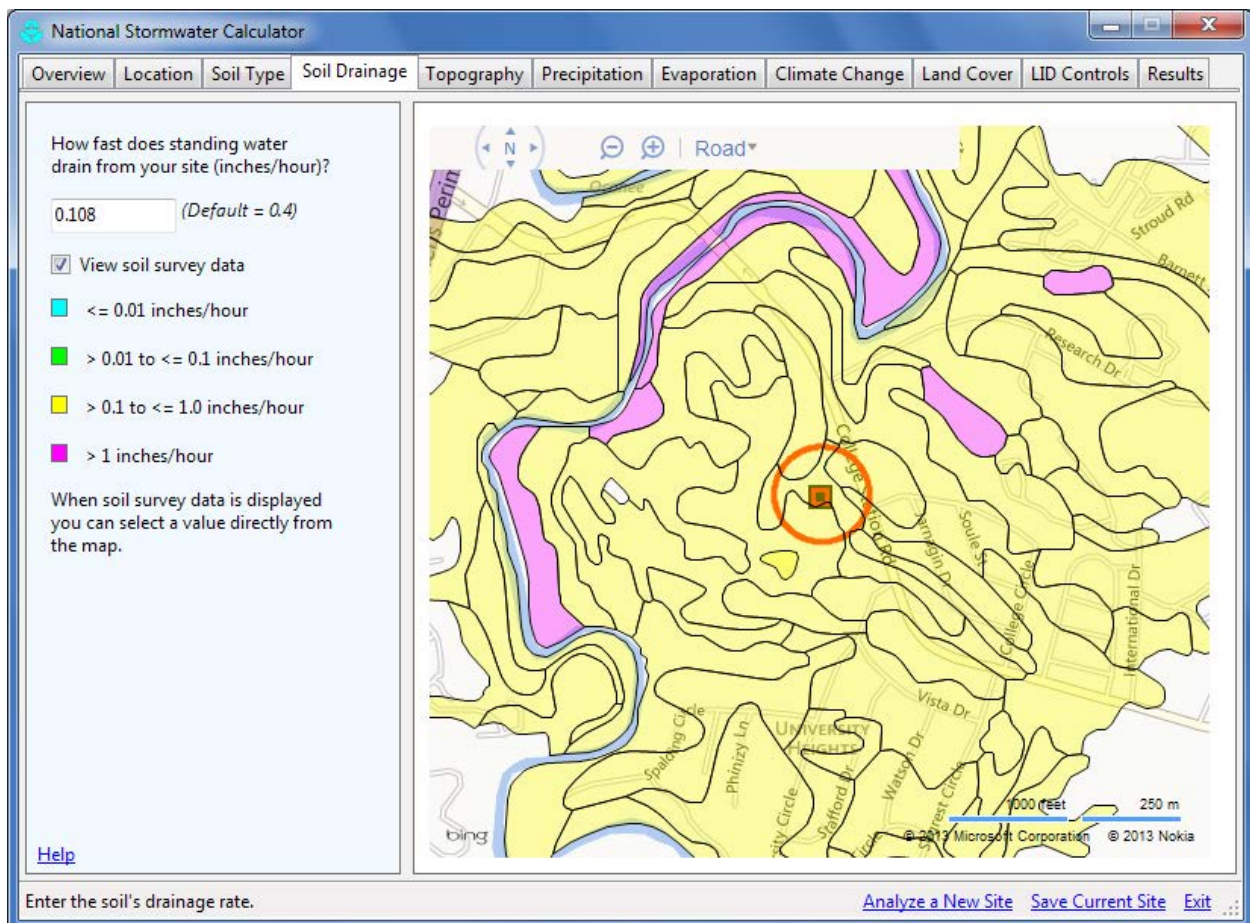 National Stormwater Calculator
Overview Location Soil Type Soil Drainage Topography Precipitation Evaporation Climate Change Land Cover LID Controls Results
How fast does standing water
drain from your site (inches/hour)?
0.108 (Default = 0.4)
View soil survey data
<= 0.01 inches/hour
> 0.01 to <= 0.1 inches/hour
> 0.1 to <= 1.0 inches/hour
> 1 inches/hour
When soil survey data is displayed
you can select a value directly from
the map.
Help
N
Road
Oconee
Stroud Rd
Barnett
Research Dr
College Station Rd
Jarnagin Dr
Soule St
College Circle
International Dr
Vista Dr
UNIVERSITY
HEIGHTS
Spalding Circle
Phinizy Ln
Stafford Dr
Watson Dr
Circle
Circle
1000 feet 250 m
bing
© 2013 Microsoft Corporation © 2013 Nokia
Enter the soil's drainage rate.
Analyze a New Site Save Current Site Exit